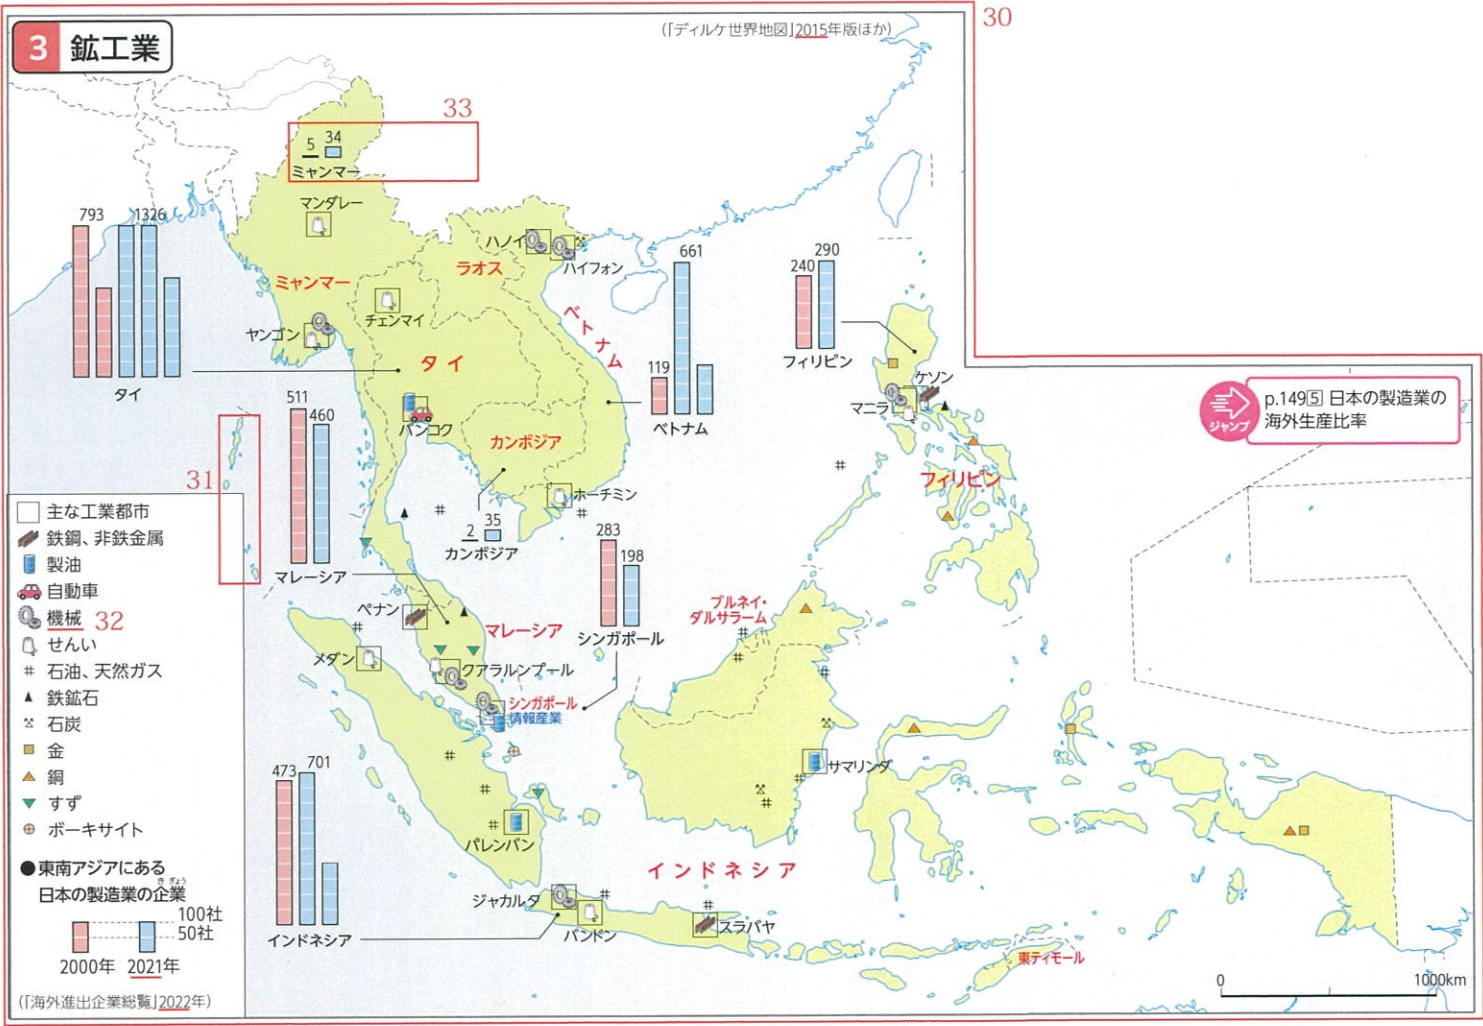 30
3 鉱工業
(「ディルケ世界地図」2015年版ほか)
33
5 34
ミャンマー
マンダレー
793 1326
タイ
ハノイ
ハイフォン
ラオス
ミャンマー
チェンマイ
ヤンゴン
タイ
ベトナム
661
119
ベトナム
240 290
フィリピン
ケソン
マニラ
フィリピン
ジャンプ
p.149⑤ 日本の製造業の
海外生産比率
バンコク
カンボジア
511
460
マレーシア
31
ホーチミン
2 35
カンボジア
283
198
シンガポール
主な工業都市
鉄鋼、非鉄金属
製油
自動車
機械 32
せんい
石油、天然ガス
鉄鉱石
石炭
金
銅
すず
ボーキサイト
●東南アジアにある
日本の製造業の企業
き ぎょう
100社
50社
2000年 2021年
(「海外進出企業総覧」2022年)
ペナン
マレーシア
メダン
クアラルンプール
シンガポール
情報産業
ブルネイ・
ダルサラーム
サマリンダ
473 701
インドネシア
パレンバン
インドネシア
ジャカルタ
バンドン
スラバヤ
東ティモール
0 1000km